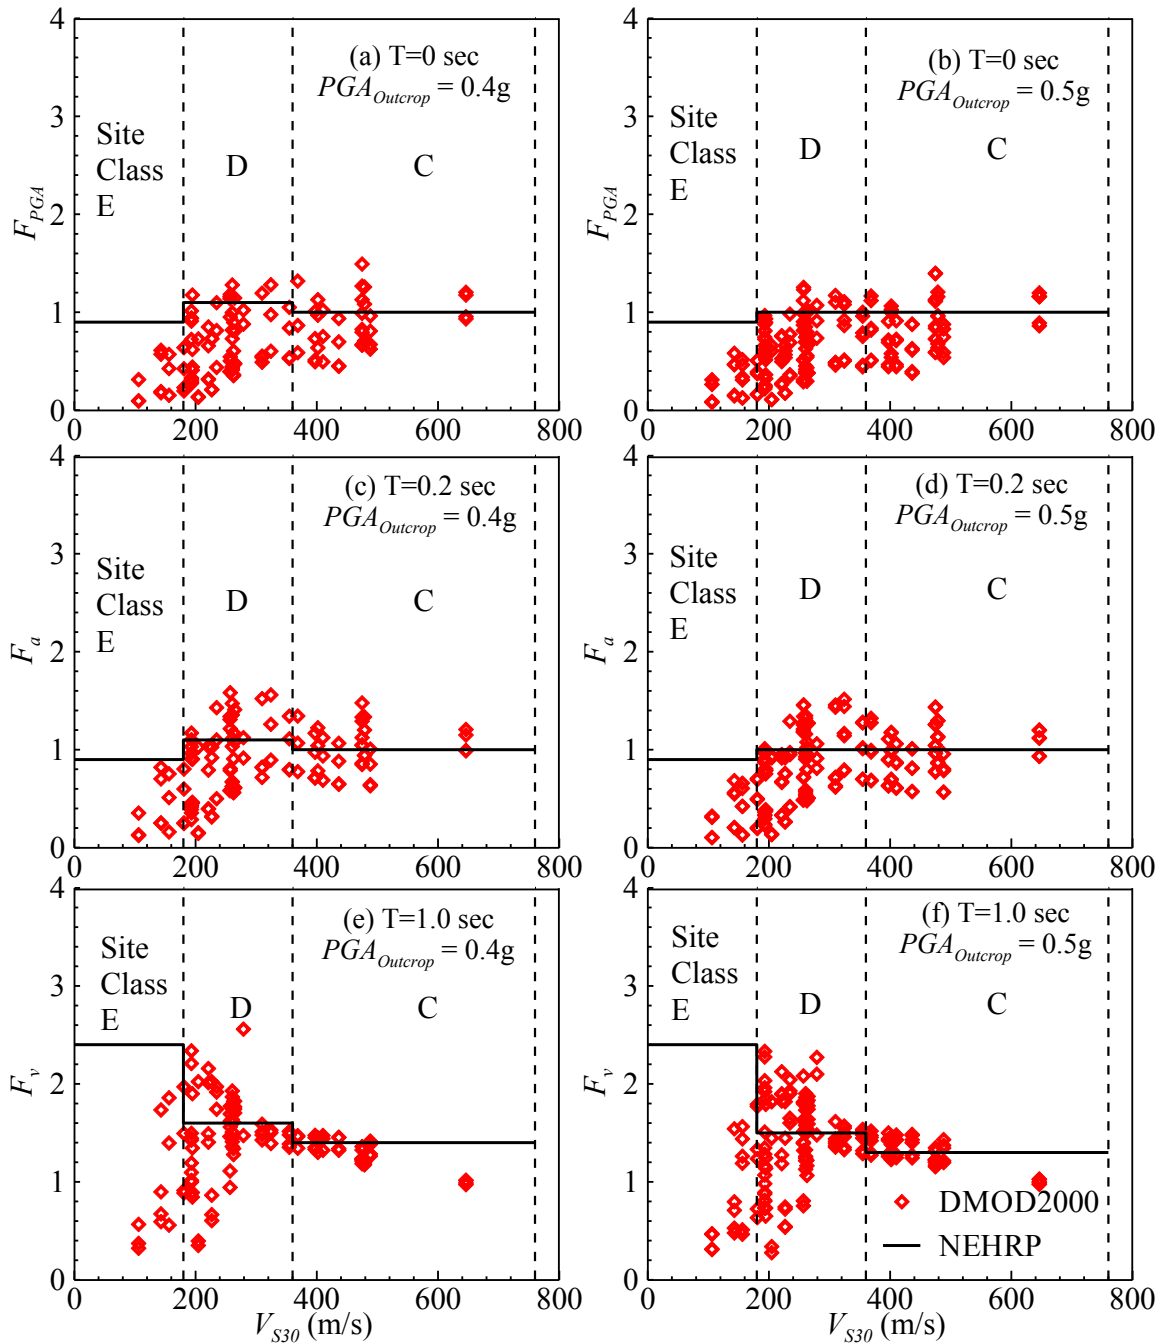 4
3
2
1
0
F_PGA
(a) T=0 sec
PGA_Outcrop = 0.4g
Site
Class
E
D
C
0 200 400 600 800
4
3
2
1
0
F_PGA
(b) T=0 sec
PGA_Outcrop = 0.5g
Site
Class
E
D
C
0 200 400 600 800
4
3
2
1
0
F_a
(c) T=0.2 sec
PGA_Outcrop = 0.4g
Site
Class
E
D
C
0 200 400 600 800
4
3
2
1
0
F_a
(d) T=0.2 sec
PGA_Outcrop = 0.5g
Site
Class
E
D
C
0 200 400 600 800
4
3
2
1
0
F_v
(e) T=1.0 sec
PGA_Outcrop = 0.4g
Site
Class
E
D
C
0 200 400 600 800
V_S30 (m/s)
4
3
2
1
0
F_v
(f) T=1.0 sec
PGA_Outcrop = 0.5g
Site
Class
E
D
C
DMOD2000
NEHRP
0 200 400 600 800
V_S30 (m/s)